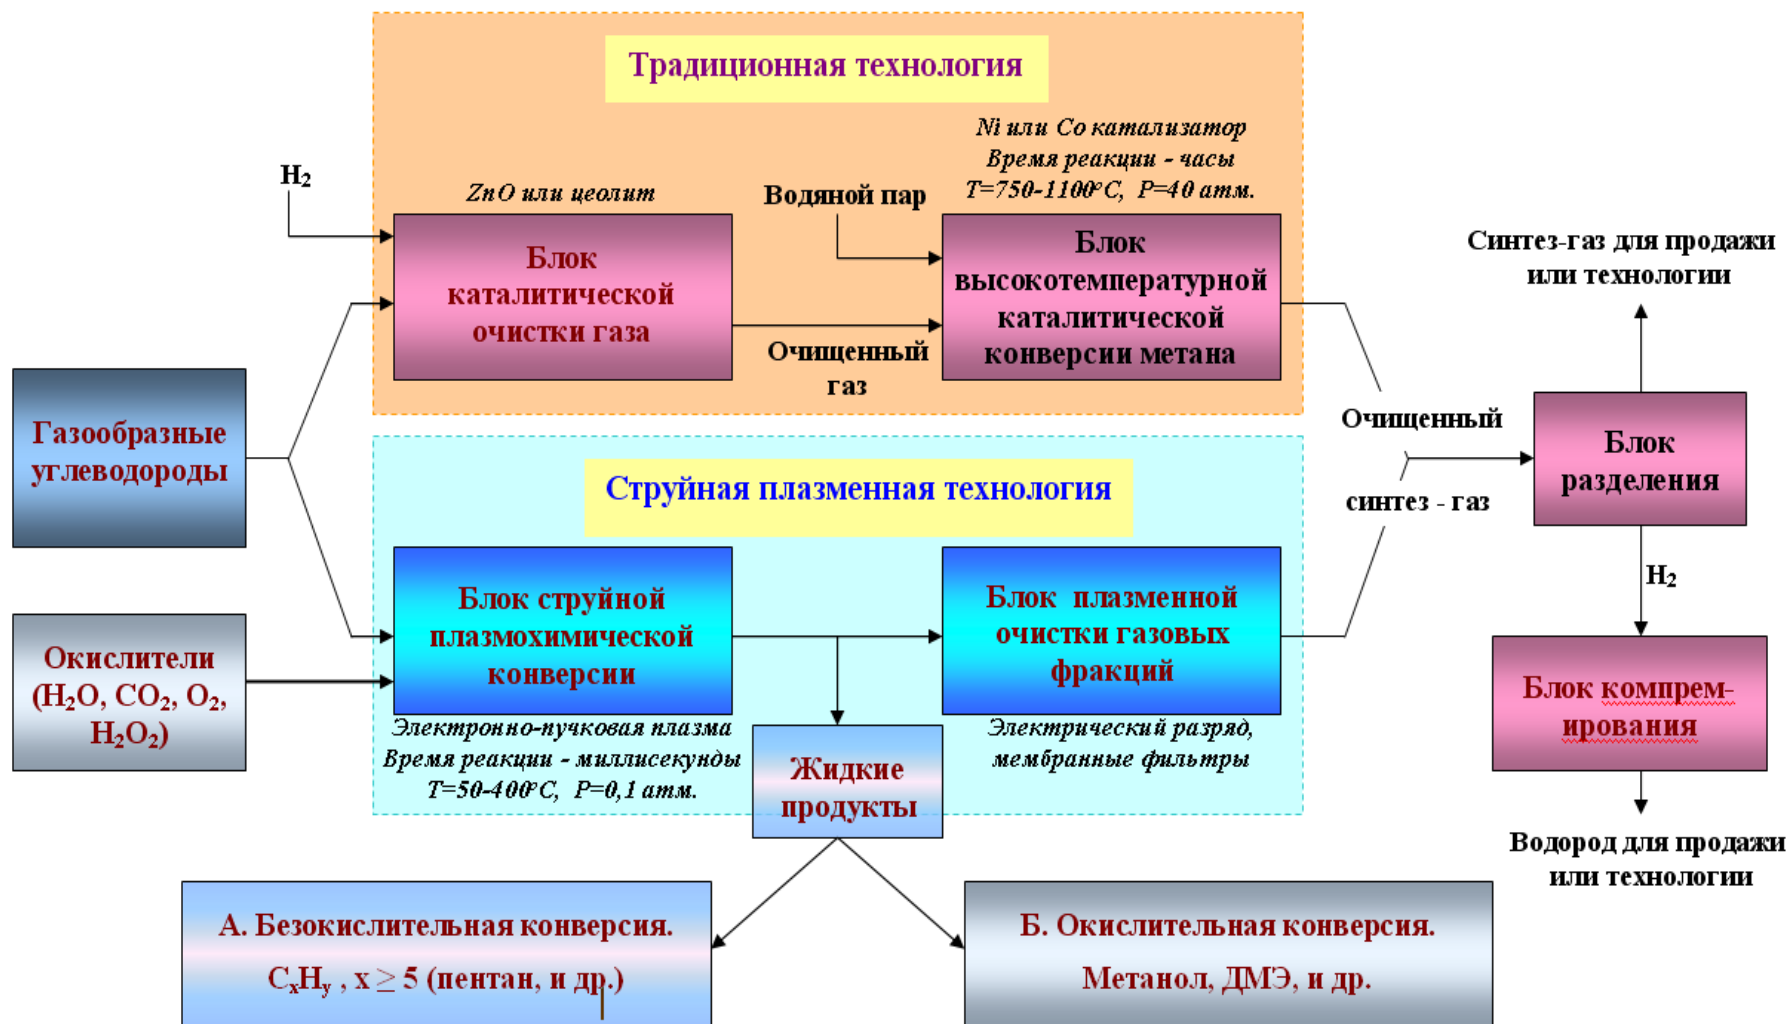 Традиционная технология
Ni или Co катализатор
Время реакции - часы
T=750-1100°C, P=40 атм.
H₂
ZnO или цеолит
Водяной пар
Блок
каталитической
очистки газа
Блок
высокотемпературной
каталитической
конверсии метана
Очищенный
газ
Синтез-газ для продажи
или технологии
Газообразные
углеводороды
Очищенный
синтез - газ
Блок
разделения
Струйная плазменная технология
Блок струйной
плазмохимической
конверсии
Блок плазменной
очистки газовых
фракций
H₂
Окислители
(H₂O, CO₂, O₂,
H₂O₂)
Блок компрем-
ирования
Электронно-пучковая плазма
Время реакции - миллисекунды
T=50-400°C, P=0,1 атм.
Электрический разряд,
мембранные фильтры
Жидкие
продукты
Водород для продажи
или технологии
А. Безокислительная конверсия.
CₓHᵧ , x ≥ 5 (пентан, и др.)
Б. Окислительная конверсия.
Метанол, ДМЭ, и др.